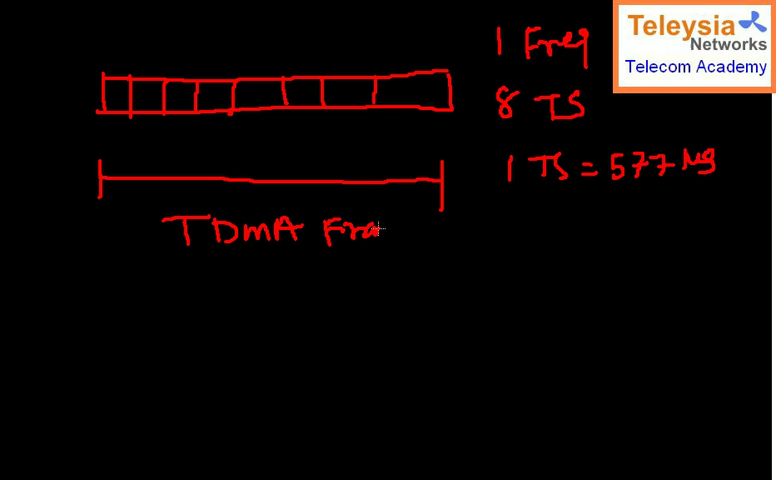 Teleysia
Networks
Telecom Academy
1 Freq
8 TS
1 TS = 577 μs
TDMA Fra